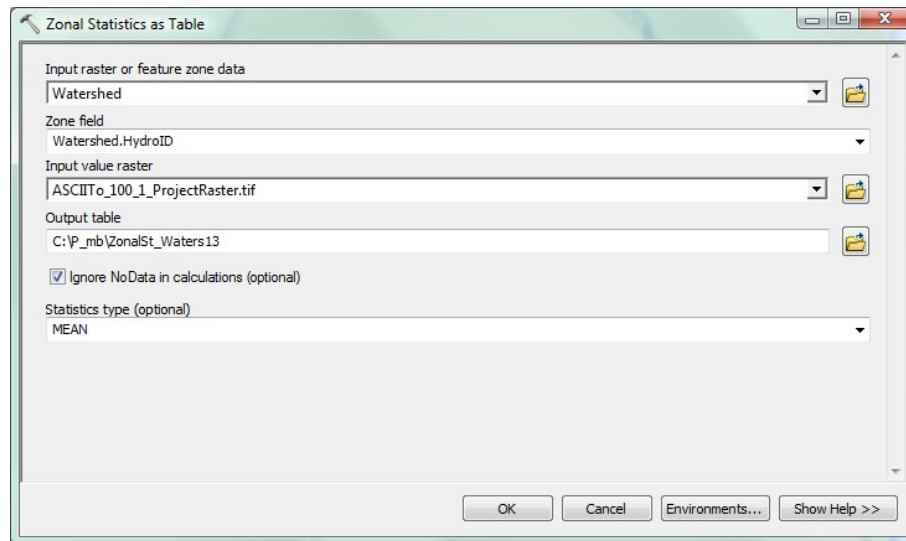 Zonal Statistics as Table
Input raster or feature zone data
Watershed
Zone field
Watershed.HydroID
Input value raster
ASCIITo_100_1_ProjectRaster.tif
Output table
C:\P_mb\ZonalSt_Waters13
Ignore NoData in calculations (optional)
Statistics type (optional)
MEAN
OK Cancel Environments... Show Help >>